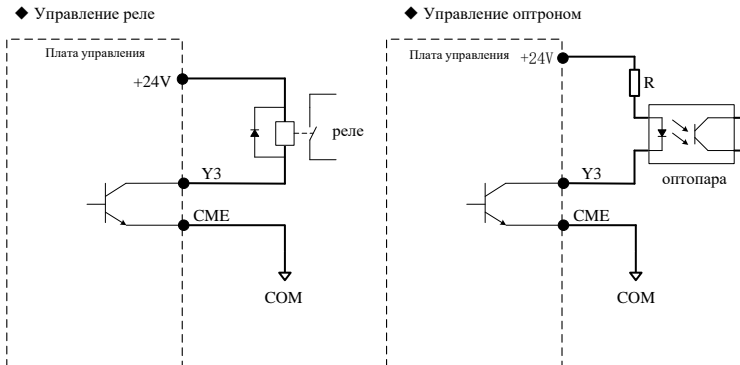 ◆ Управление реле
Плата управления
+24V
реле
Y3
CME
COM
◆ Управление оптроном
Плата управления
+24V
R
оптопара
Y3
CME
COM